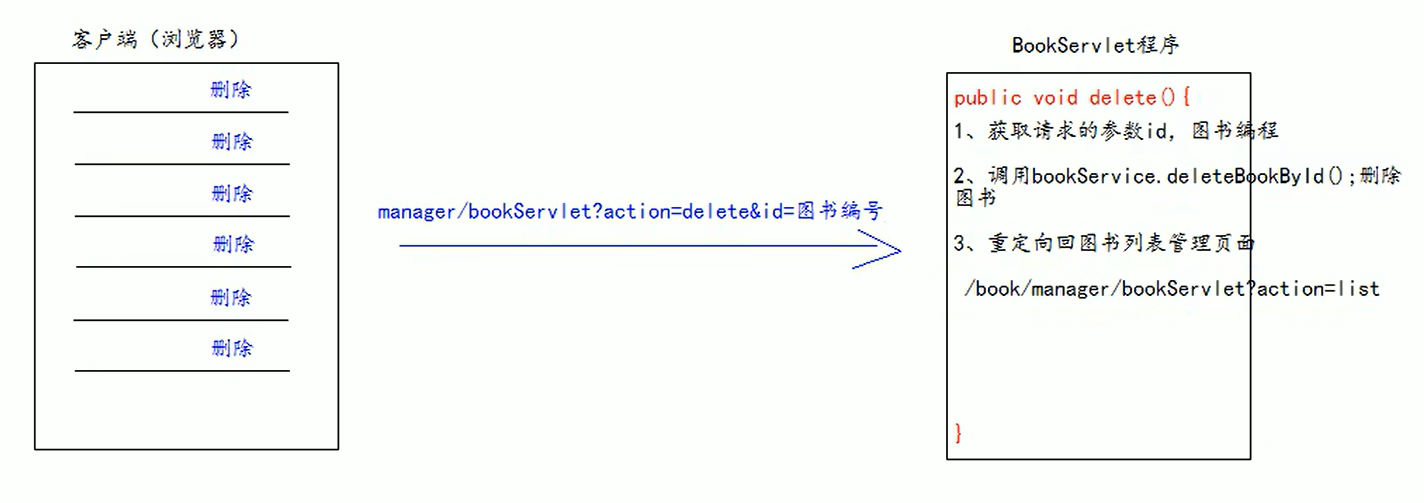 客户端（浏览器）
删除
删除
删除
删除
删除
删除
manager/bookServlet?action=delete&id=图书编号
BookServlet程序
public void delete(){
1、获取请求的参数id，图书编程
2、调用bookService.deleteBookById();删除
图书
3、重定向回图书列表管理页面
/book/manager/bookServlet?action=list
}